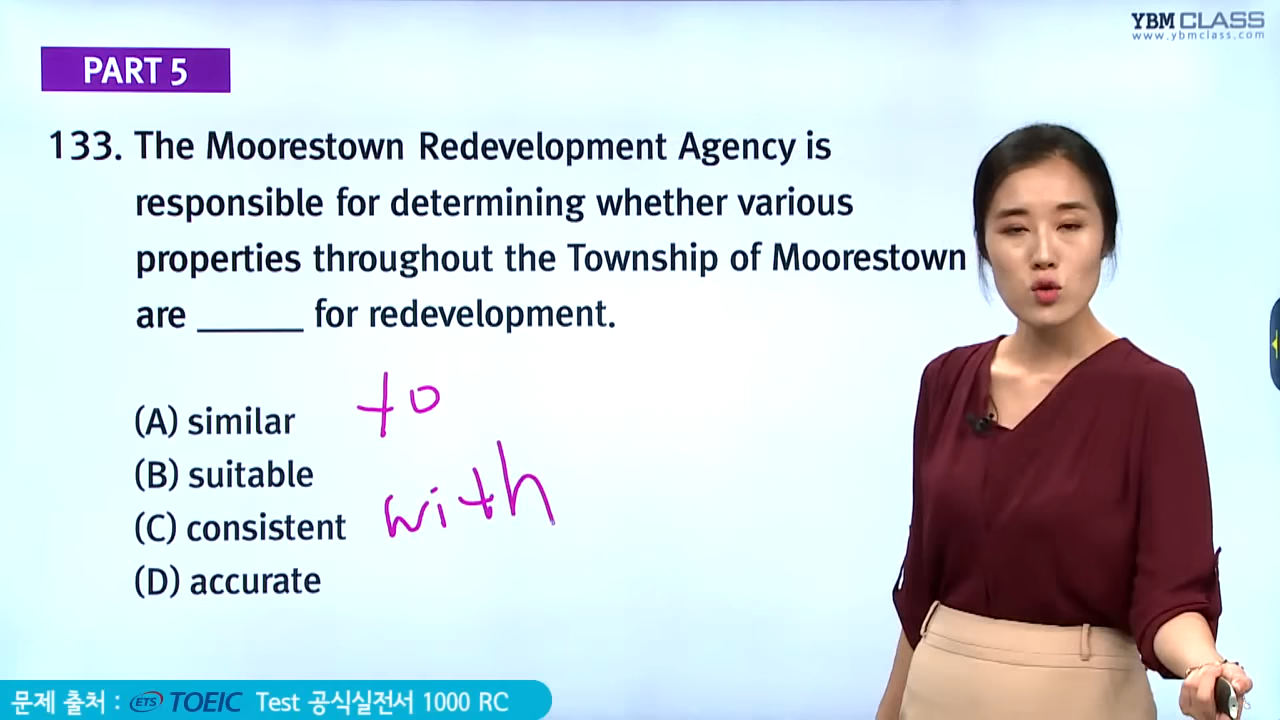 YBM CLASS
www.ybmclass.com
PART 5
133. The Moorestown Redevelopment Agency is
responsible for determining whether various
properties throughout the Township of Moorestown
are ______ for redevelopment.
(A) similar to
(B) suitable
(C) consistent with
(D) accurate
문제 출처 : ETS TOEIC Test 공식실전서 1000 RC